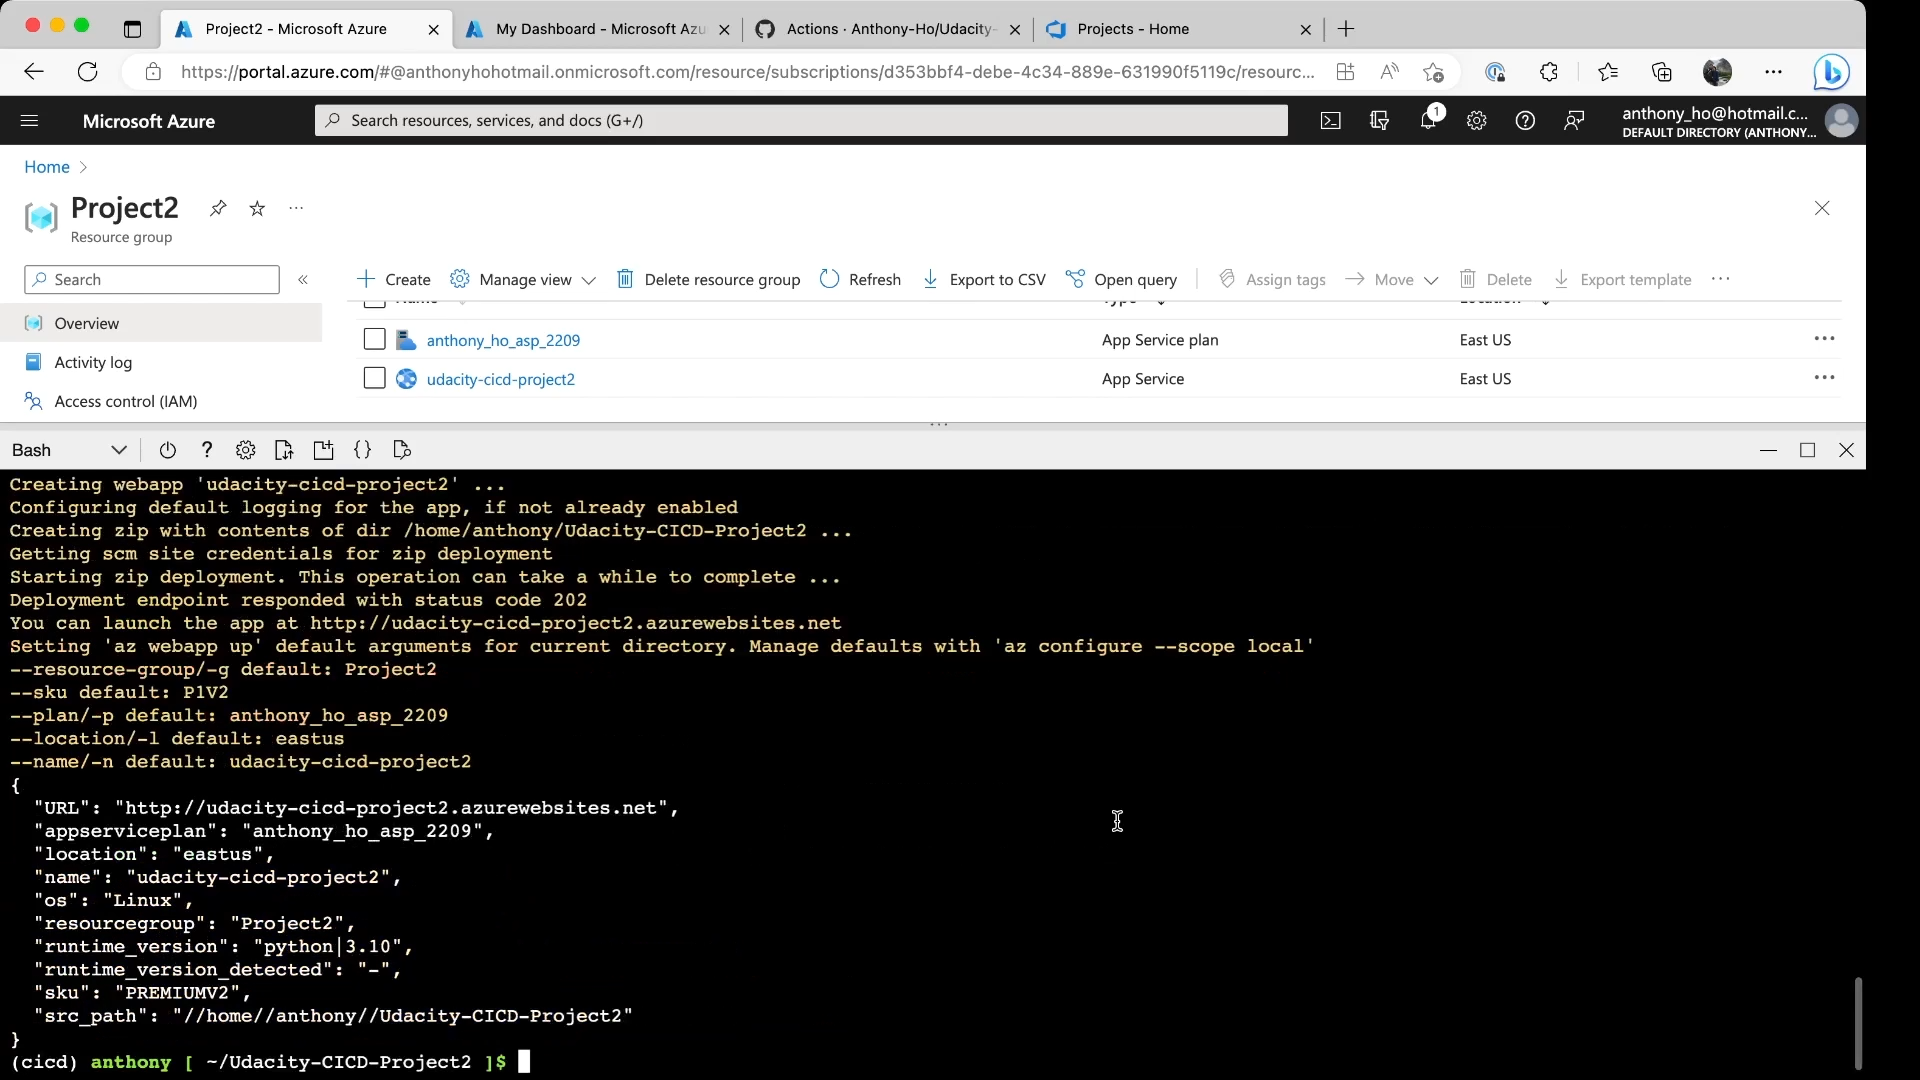 Project2 - Microsoft Azure
My Dashboard - Microsoft Azu
Actions · Anthony-Ho/Udacity-
Projects - Home
https://portal.azure.com/#@anthonyhohotmail.onmicrosoft.com/resource/subscriptions/d353bbf4-debe-4c34-889e-631990f5119c/resourc...
Microsoft Azure
Search resources, services, and docs (G+/)
1
anthony_ho@hotmail.c...
DEFAULT DIRECTORY (ANTHONY...
Home
Project2
Resource group
Search
Create
Manage view
Delete resource group
Refresh
Export to CSV
Open query
Assign tags
Move
Delete
Export template
Name
Type
Location
Overview
anthony_ho_asp_2209
App Service plan
East US
Activity log
udacity-cicd-project2
App Service
East US
Access control (IAM)
Bash
Creating webapp 'udacity-cicd-project2' ...
Configuring default logging for the app, if not already enabled
Creating zip with contents of dir /home/anthony/Udacity-CICD-Project2 ...
Getting scm site credentials for zip deployment
Starting zip deployment. This operation can take a while to complete ...
Deployment endpoint responded with status code 202
You can launch the app at http://udacity-cicd-project2.azurewebsites.net
Setting 'az webapp up' default arguments for current directory. Manage defaults with 'az configure --scope local'
--resource-group/-g default: Project2
--sku default: P1V2
--plan/-p default: anthony_ho_asp_2209
--location/-l default: eastus
--name/-n default: udacity-cicd-project2
{
"URL": "http://udacity-cicd-project2.azurewebsites.net",
"appserviceplan": "anthony_ho_asp_2209",
"location": "eastus",
"name": "udacity-cicd-project2",
"os": "Linux",
"resourcegroup": "Project2",
"runtime_version": "python|3.10",
"runtime_version_detected": "-",
"sku": "PREMIUMV2",
"src_path": "//home//anthony//Udacity-CICD-Project2"
}
(cicd) anthony [ ~/Udacity-CICD-Project2 ]$